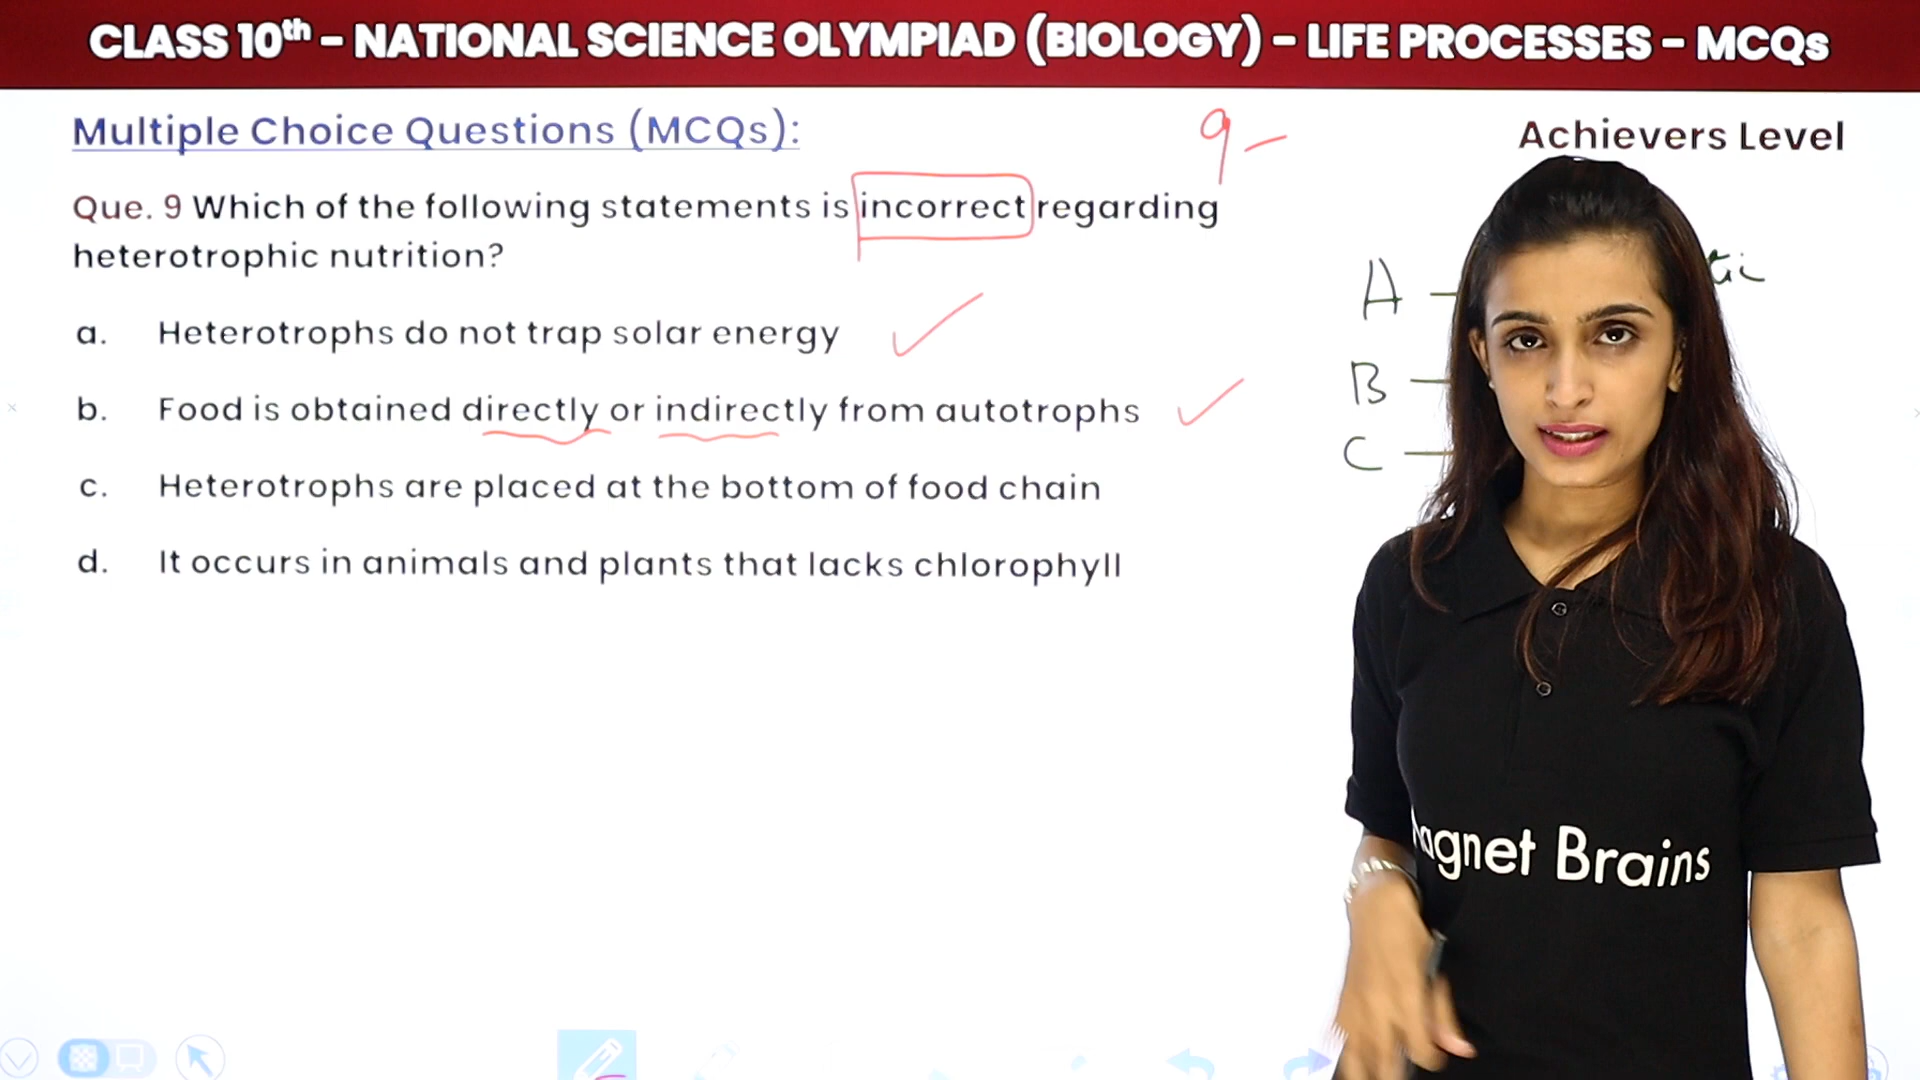 CLASS 10th - NATIONAL SCIENCE OLYMPIAD (BIOLOGY) - LIFE PROCESSES - MCQs
Multiple Choice Questions (MCQs):
9 -
Achievers Level
Que. 9 Which of the following statements is incorrect regarding
heterotrophic nutrition?
a. Heterotrophs do not trap solar energy
b. Food is obtained directly or indirectly from autotrophs
c. Heterotrophs are placed at the bottom of food chain
d. It occurs in animals and plants that lacks chlorophyll
A -
B -
C -
agnet Brains